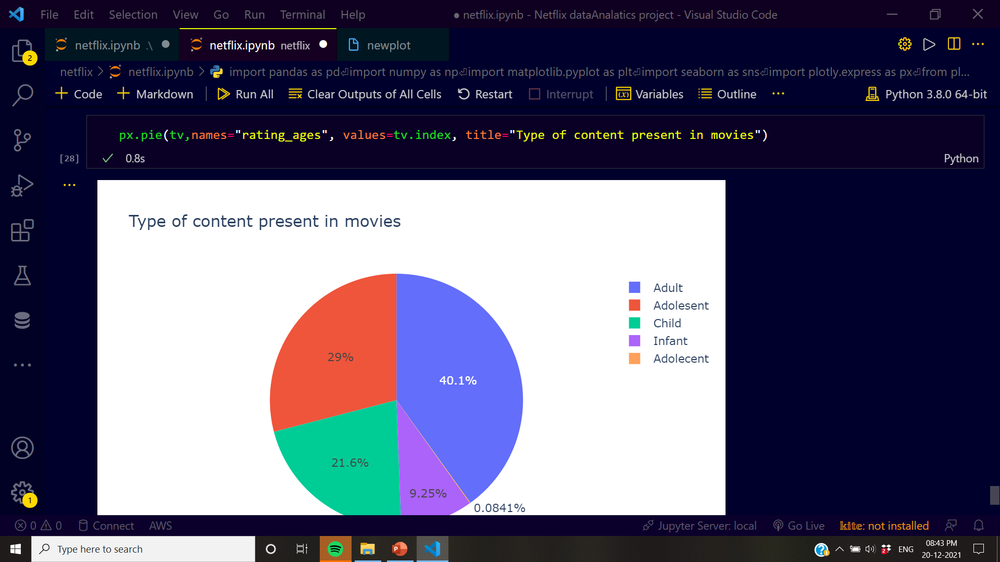 File Edit Selection View Go Run Terminal Help
● netflix.ipynb - Netflix dataAnalatics project - Visual Studio Code
netflix.ipynb .\ ●
netflix.ipynb netflix ●
newplot
2
netflix > netflix.ipynb > import pandas as pd⏎import numpy as np⏎import matplotlib.pyplot as plt⏎import seaborn as sns⏎import plotly.express as px⏎from pl...
+ Code + Markdown | Run All Clear Outputs of All Cells Restart Interrupt | Variables Outline ... Python 3.8.0 64-bit
px.pie(tv,names="rating_ages", values=tv.index, title="Type of content present in movies")
[28] ✓ 0.8s Python
Type of content present in movies
Adult
Adolesent
Child
Infant
Adolecent
29%
40.1%
21.6%
9.25%
0.0841%
1
0 0 Connect AWS Jupyter Server: local Go Live kite: not installed
Type here to search
ENG
08:43 PM
20-12-2021